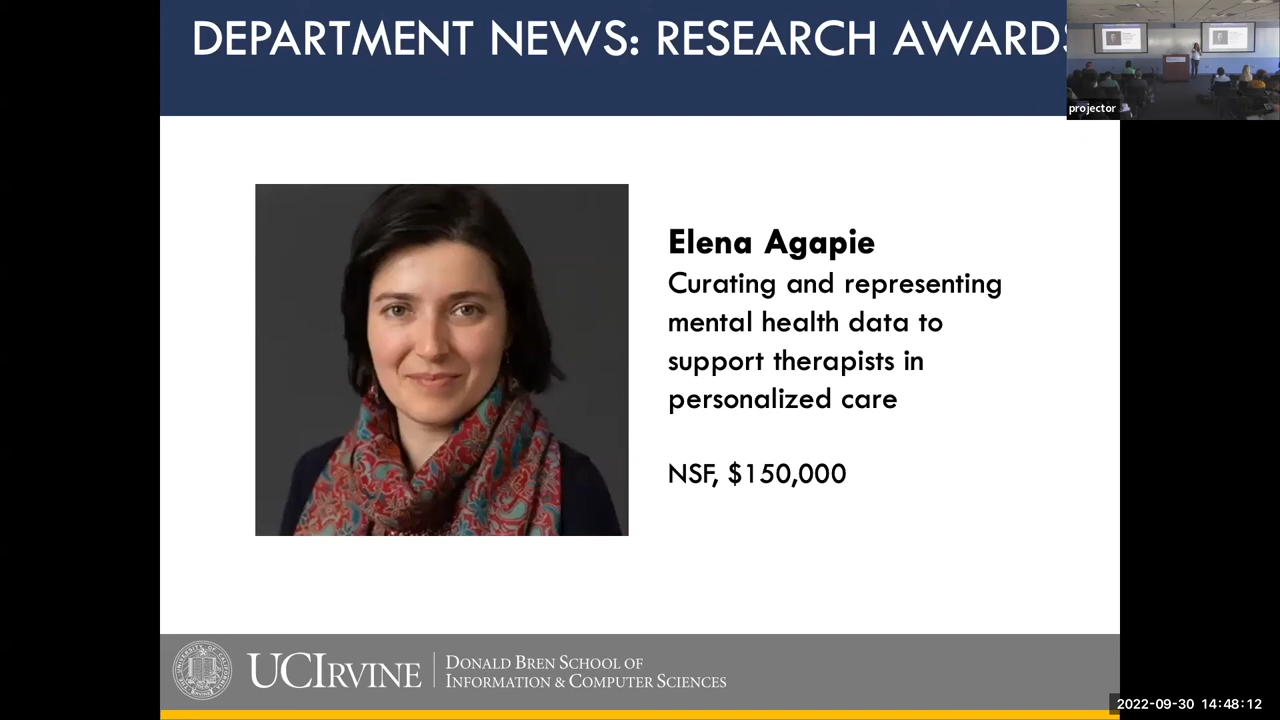 DEPARTMENT NEWS: RESEARCH AWARDS
projector
Elena Agapie
Curating and representing
mental health data to
support therapists in
personalized care
NSF, $150,000
UCIRVINE
DONALD BREN SCHOOL OF
INFORMATION & COMPUTER SCIENCES
2022-09-30 14:48:12